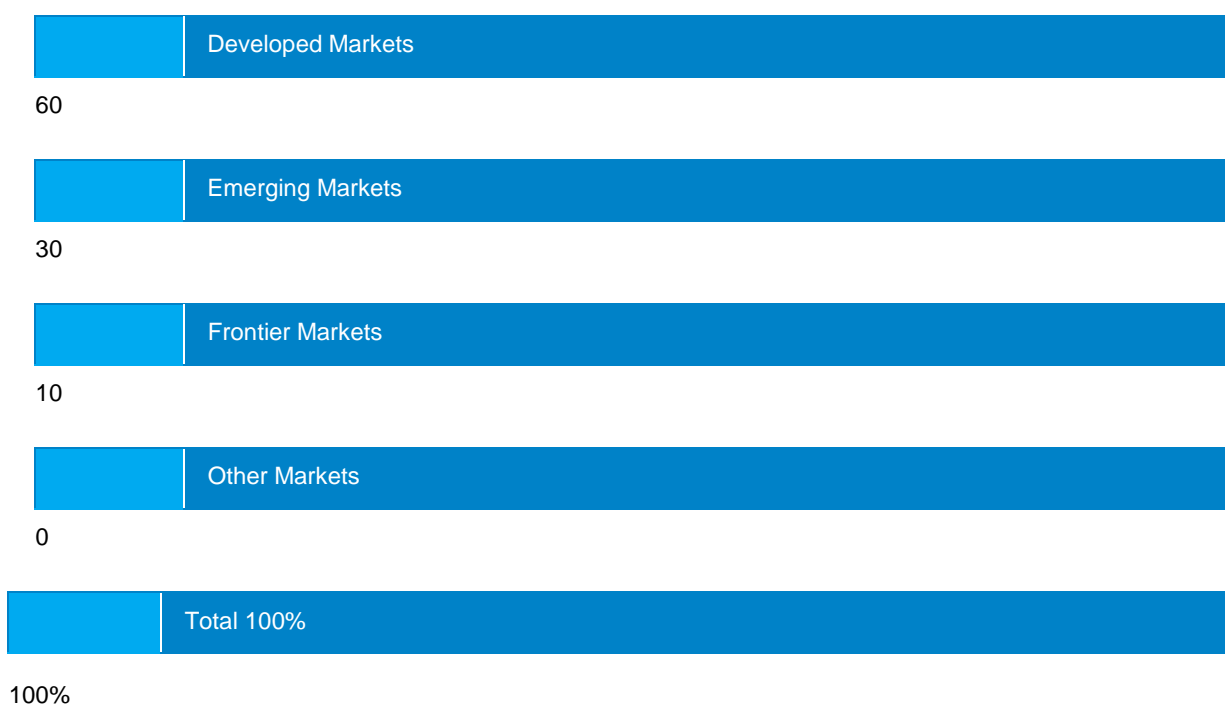 Developed Markets
60
Emerging Markets
30
Frontier Markets
10
Other Markets
0
Total 100%
100%